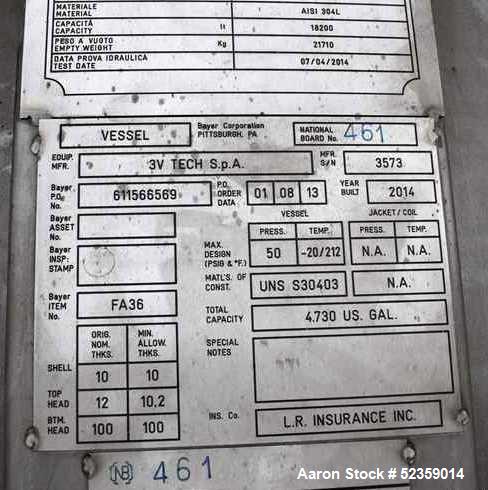 MATERIALE
MATERIAL AISI 304L
CAPACITÀ
CAPACITY lt 18200
PESO A VUOTO
EMPTY WEIGHT Kg 21710
DATA PROVA IDRAULICA
TEST DATE 07/04/2014
VESSEL Bayer Corporation
PITTSBURGH, PA NATIONAL
BOARD No. 461
EQUIP.
MFR. 3V TECH S.p.A. MFR.
S/N 3573
Bayer
P.O.
No. 611566569 P.O.
ORDER
DATA 01 08 13 YEAR
BUILT 2014
Bayer
ASSET
No.
VESSEL JACKET/COIL
PRESS. TEMP. PRESS. TEMP.
Bayer
INSP:
STAMP
MAX.
DESIGN
(PSIG & °F.) 50 -20/212 N.A. N.A.
MAT'LS. OF
CONST. UNS S30403 N.A.
Bayer
ITEM
No. FA36
TOTAL
CAPACITY 4.730 US. GAL.
ORIG.
NOM.
THKS.
MIN.
ALLOW.
THKS.
SPECIAL
NOTES
SHELL 10 10
TOP
HEAD 12 10,2
BTM.
HEAD 100 100
INS. Co. L.R. INSURANCE INC.
NB 461
Aaron Stock #52359014